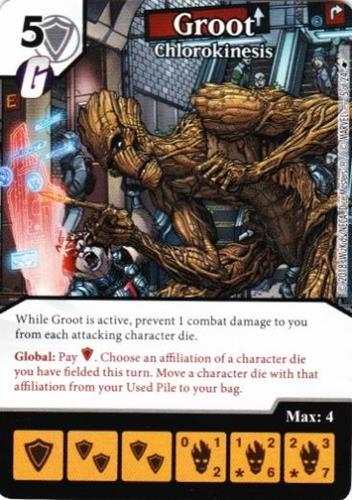 5
Groot
Chlorokinesis
G
E
While Groot is active, prevent 1 combat damage to you
from each attacking character die.
Global: Pay . Choose an affiliation of a character die
you have fielded this turn. Move a character die with that
affiliation from your Used Pile to your bag.
Max: 4
0 1 2
1 2 * 6
2 3 * 7